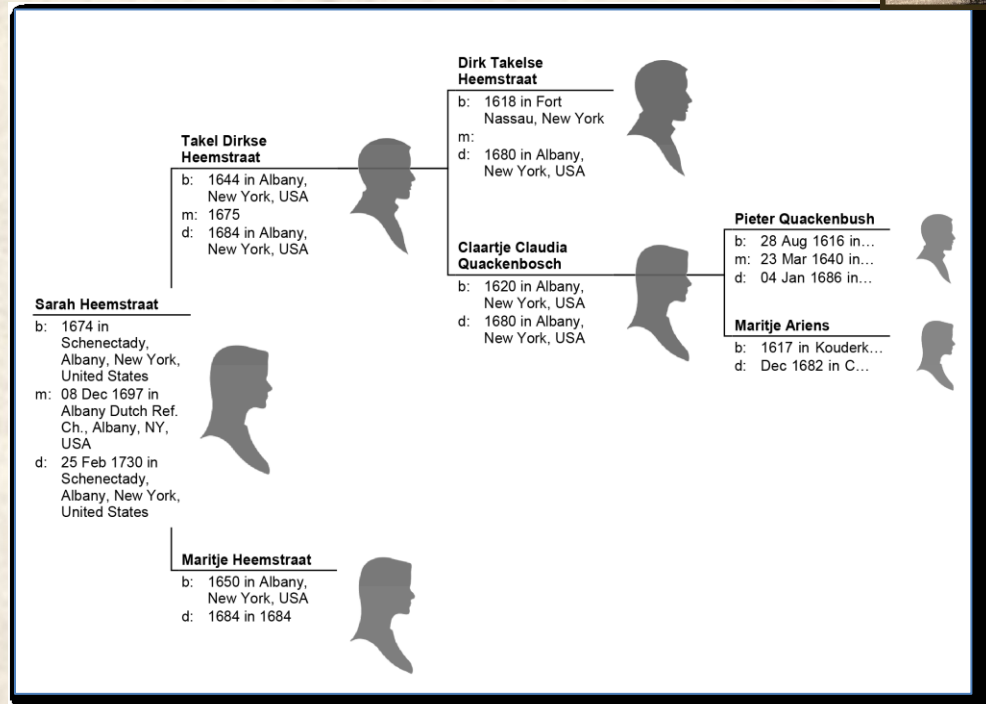 Dirk Takelse
Heemstraat
b: 1618 in Fort
Nassau, New York
m:
d: 1680 in Albany,
New York, USA
Takel Dirkse
Heemstraat
b: 1644 in Albany,
New York, USA
m: 1675
d: 1684 in Albany,
New York, USA
Pieter Quackenbush
b: 28 Aug 1616 in...
m: 23 Mar 1640 in...
d: 04 Jan 1686 in...
Claartje Claudia
Quackenbosch
b: 1620 in Albany,
New York, USA
d: 1680 in Albany,
New York, USA
Maritje Ariens
b: 1617 in Kouderk...
d: Dec 1682 in C...
Sarah Heemstraat
b: 1674 in
Schenectady,
Albany, New York,
United States
m: 08 Dec 1697 in
Albany Dutch Ref.
Ch., Albany, NY,
USA
d: 25 Feb 1730 in
Schenectady,
Albany, New York,
United States
Maritje Heemstraat
b: 1650 in Albany,
New York, USA
d: 1684 in 1684